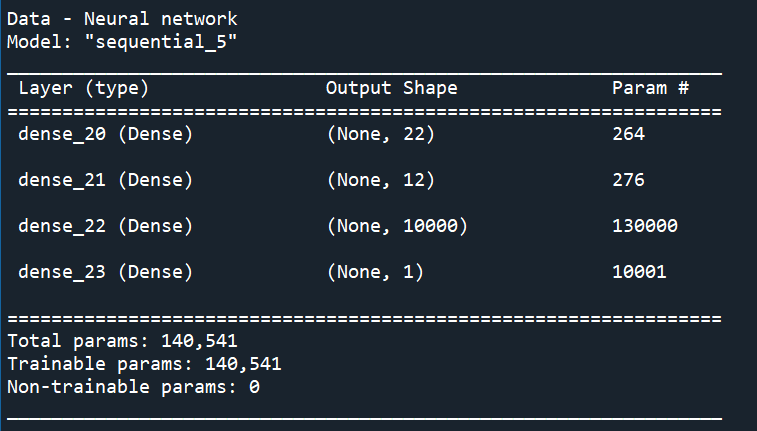 Data - Neural network
Model: "sequential_5"
_________________________________________________________________
Layer (type)                Output Shape              Param #
=================================================================
dense_20 (Dense)            (None, 22)                264
dense_21 (Dense)            (None, 12)                276
dense_22 (Dense)            (None, 10000)             130000
dense_23 (Dense)            (None, 1)                 10001
=================================================================
Total params: 140,541
Trainable params: 140,541
Non-trainable params: 0
_________________________________________________________________